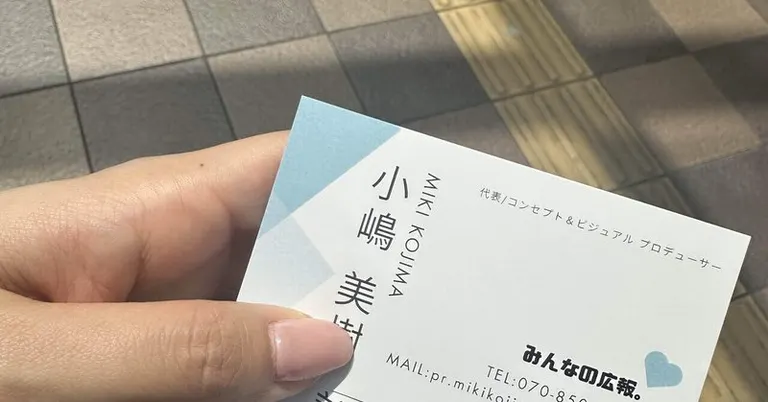 小嶋 美樹
MIKI KOJIMA
代表/コンセプト&ビジュアル プロデューサー
みんなの広報。
TEL:070-850
MAIL:pr.mikikoji